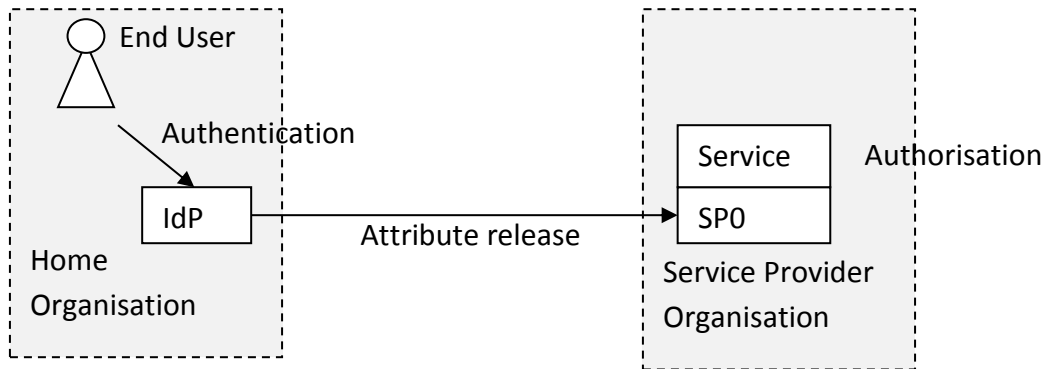 End User
Authentication
Service
Authorisation
IdP
SP0
Attribute release
Home
Organisation
Service Provider
Organisation